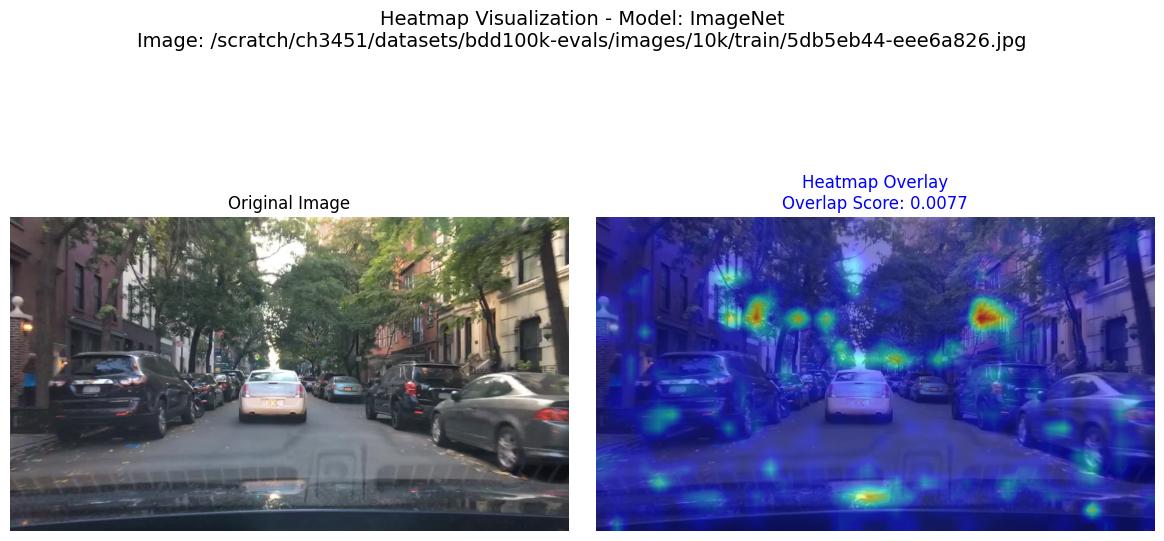 Heatmap Visualization - Model: ImageNet
Image: /scratch/ch3451/datasets/bdd100k-evals/images/10k/train/5db5eb44-eee6a826.jpg
Original Image
Heatmap Overlay
Overlap Score: 0.0077